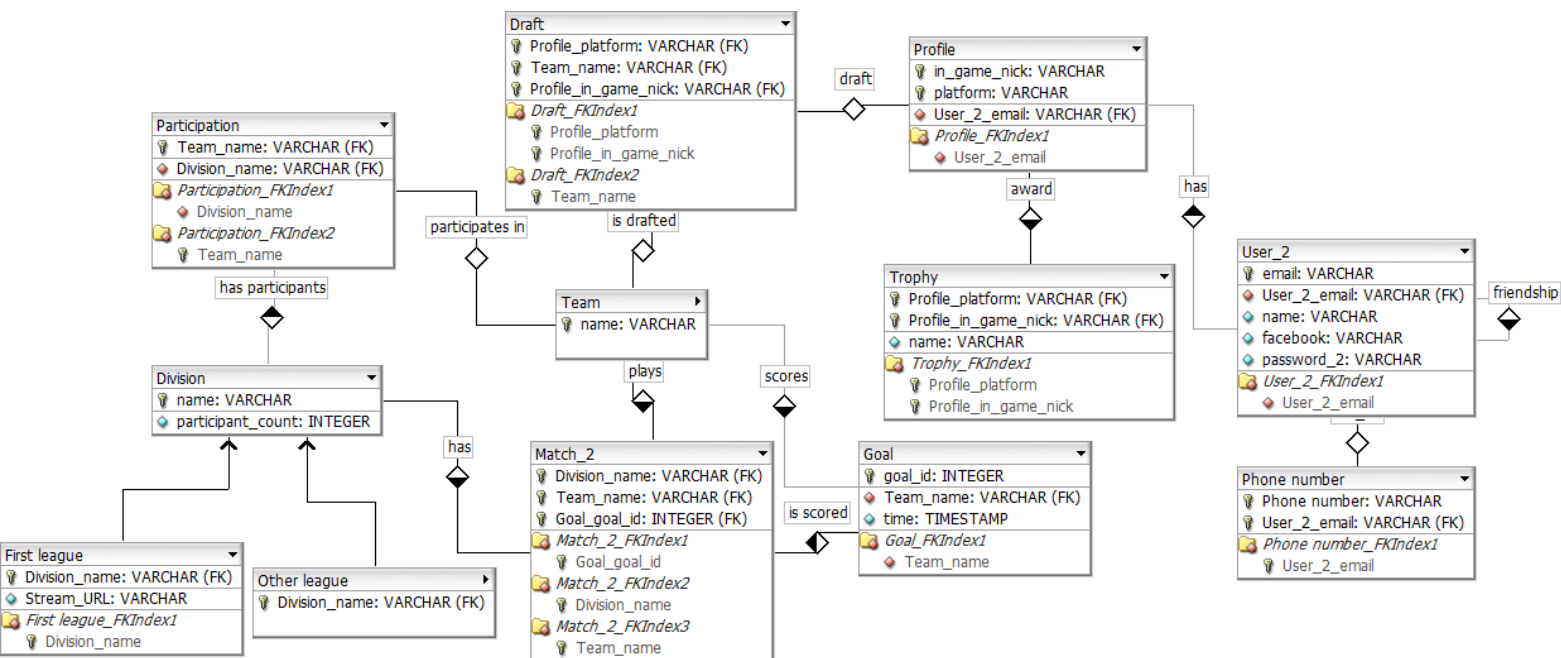 Draft
Profile_platform: VARCHAR (FK)
Team_name: VARCHAR (FK)
Profile_in_game_nick: VARCHAR (FK)
Draft_FKIndex1
Profile_platform
Profile_in_game_nick
Draft_FKIndex2
Team_name
draft
Profile
in_game_nick: VARCHAR
platform: VARCHAR
User_2_email: VARCHAR (FK)
Profile_FKIndex1
User_2_email
Participation
Team_name: VARCHAR (FK)
Division_name: VARCHAR (FK)
Participation_FKIndex1
Division_name
Participation_FKIndex2
Team_name
participates in
is drafted
award
has
has participants
Team
name: VARCHAR
Trophy
Profile_platform: VARCHAR (FK)
Profile_in_game_nick: VARCHAR (FK)
name: VARCHAR
Trophy_FKIndex1
Profile_platform
Profile_in_game_nick
User_2
email: VARCHAR
User_2_email: VARCHAR (FK)
name: VARCHAR
facebook: VARCHAR
password_2: VARCHAR
User_2_FKIndex1
User_2_email
friendship
Division
name: VARCHAR
participant_count: INTEGER
plays
scores
has
Match_2
Division_name: VARCHAR (FK)
Team_name: VARCHAR (FK)
Goal_goal_id: INTEGER (FK)
Match_2_FKIndex1
Goal_goal_id
Match_2_FKIndex2
Division_name
Match_2_FKIndex3
Team_name
is scored
Goal
goal_id: INTEGER
Team_name: VARCHAR (FK)
time: TIMESTAMP
Goal_FKIndex1
Team_name
Phone number
Phone number: VARCHAR
User_2_email: VARCHAR (FK)
Phone number_FKIndex1
User_2_email
First league
Division_name: VARCHAR (FK)
Stream_URL: VARCHAR
First league_FKIndex1
Division_name
Other league
Division_name: VARCHAR (FK)